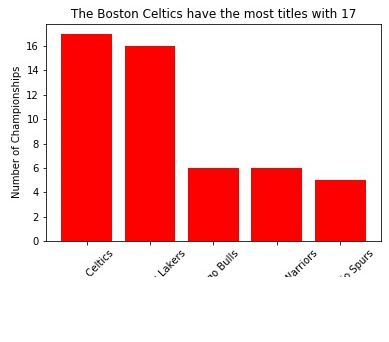 The Boston Celtics have the most titles with 17
Number of Championships
16
14
12
10
8
6
4
2
0
Celtics
Lakers
Bulls
Warriors
Spurs